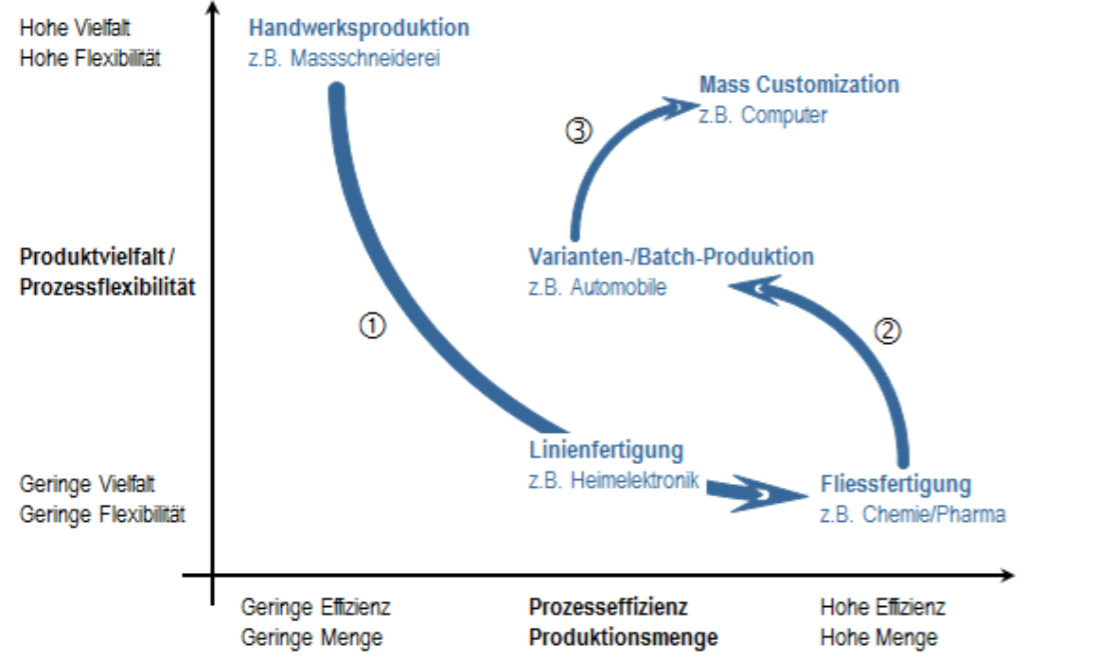 Hohe Vielfalt
Hohe Flexibilität
Handwerksproduktion
z.B. Massschneiderei
Mass Customization
z.B. Computer
③
Produktvielfalt/
Prozessflexibilität
Varianten-/Batch-Produktion
z.B. Automobile
①
②
Linienfertigung
z.B. Heimelektronik
Geringe Vielfalt
Geringe Flexibilität
Fliessfertigung
z.B. Chemie/Pharma
Geringe Effizienz
Geringe Menge
Prozesseffizienz
Produktionsmenge
Hohe Effizienz
Hohe Menge